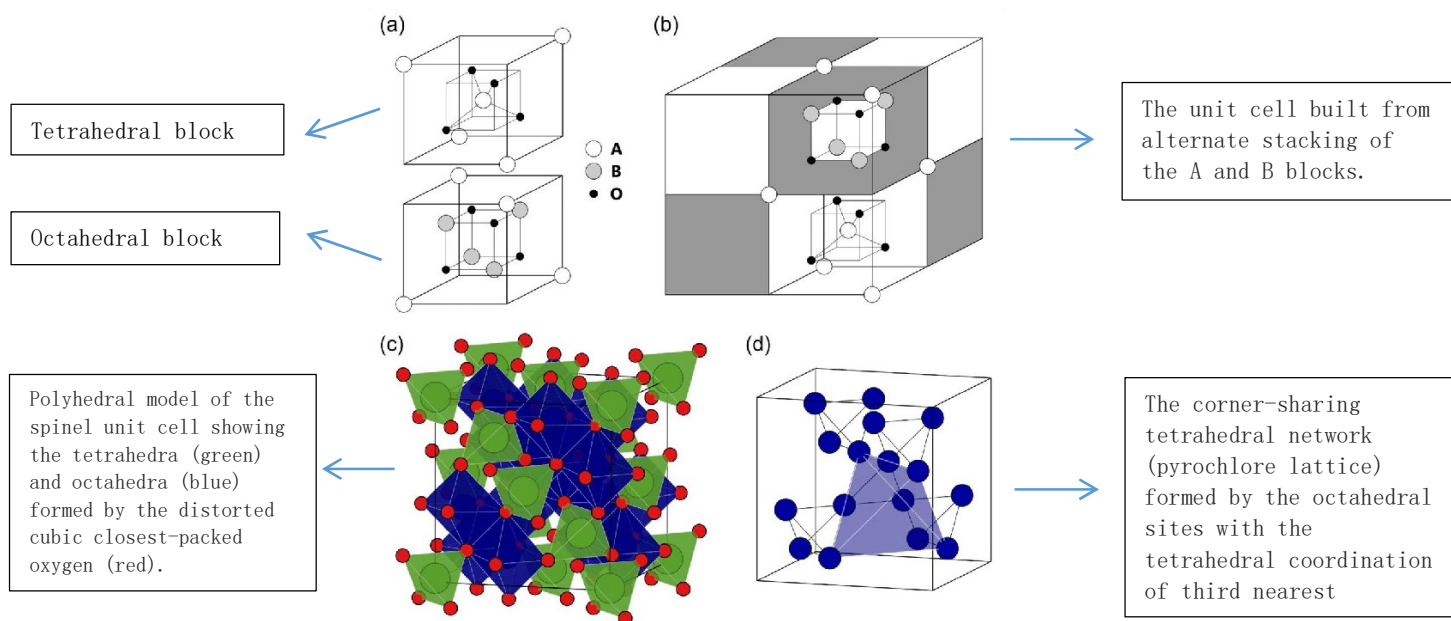 (a)
(b)
Tetrahedral block
Octahedral block
A
B
O
The unit cell built from
alternate stacking of
the A and B blocks.
(c)
(d)
Polyhedral model of the
spinel unit cell showing
the tetrahedra (green)
and octahedra (blue)
formed by the distorted
cubic closest-packed
oxygen (red).
The corner-sharing
tetrahedral network
(pyrochlore lattice)
formed by the octahedral
sites with the
tetrahedral coordination
of third nearest